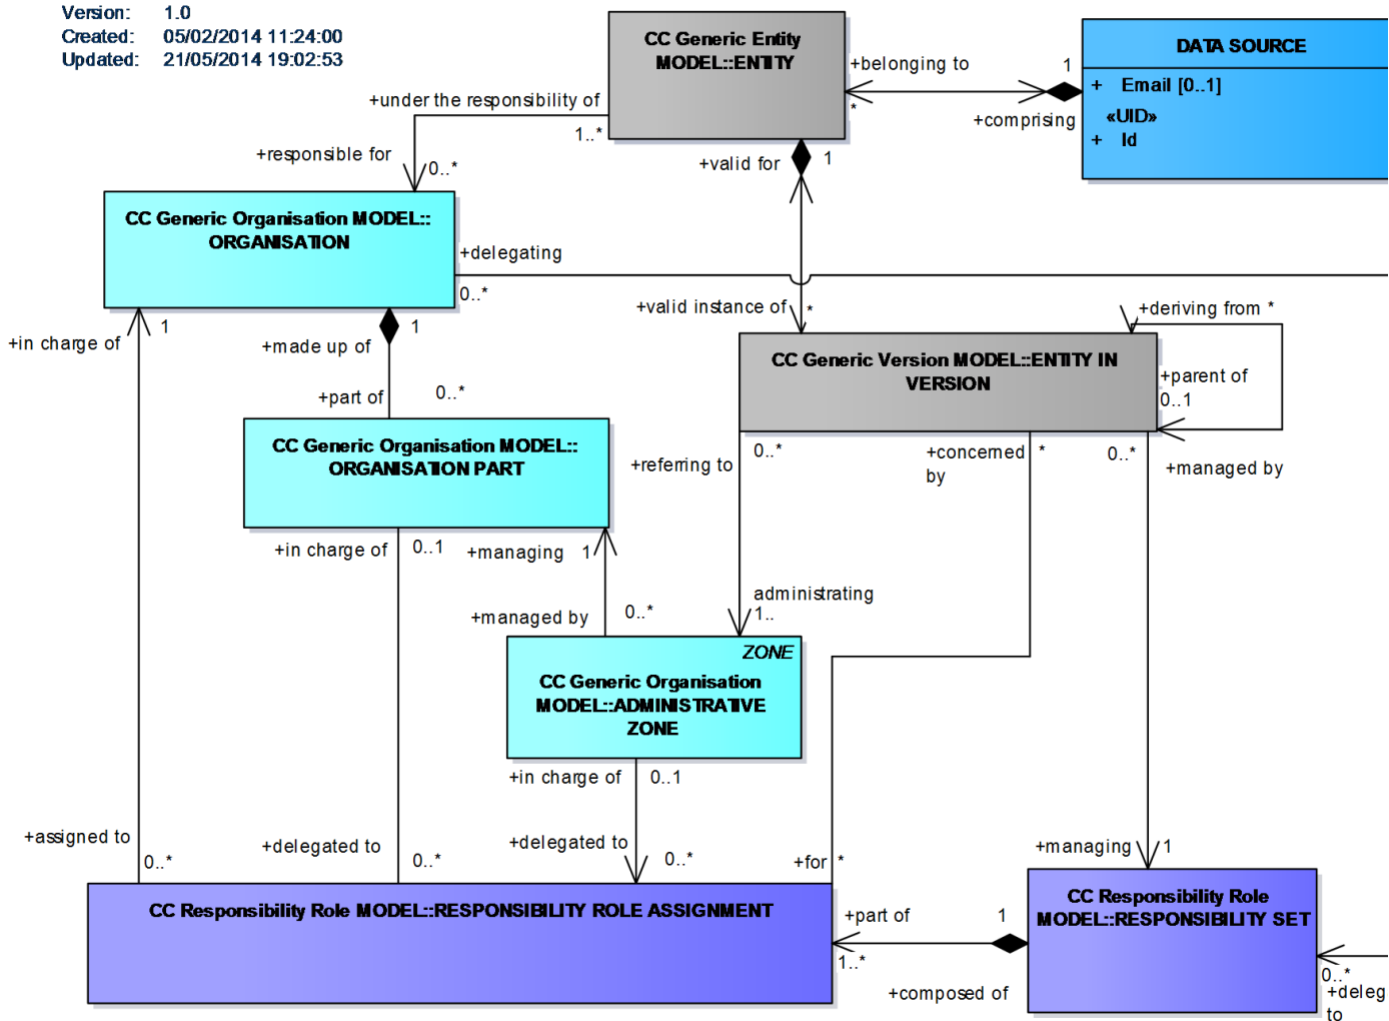 Version: 1.0
Created: 05/02/2014 11:24:00
Updated: 21/05/2014 19:02:53
CC Generic Entity
MODEL::ENTITY
DATA SOURCE
+ Email [0..1]
«UID»
+ Id
+belonging to
1
*
+comprising
+under the responsibility of
1..*
+responsible for
0..*
+valid for
1
CC Generic Organisation MODEL::
ORGANISATION
+delegating
0..*
+valid instance of
*
+deriving from *
+in charge of
1
1
+made up of
CC Generic Version MODEL::ENTITY IN
VERSION
+parent of
0..1
+part of
0..*
CC Generic Organisation MODEL::
ORGANISATION PART
+referring to
0..*
+concerned
by
*
0..*
+managed by
+in charge of
0..1
+managing
1
+managed by
0..*
administrating
1..
ZONE
CC Generic Organisation
MODEL::ADMINISTRATIVE
ZONE
+in charge of
0..1
+assigned to
0..*
+delegated to
0..*
+delegated to
0..*
+for
*
+managing
1
CC Responsibility Role MODEL::RESPONSIBILITY ROLE ASSIGNMENT
CC Responsibility Role
MODEL::RESPONSIBILITY SET
+part of
1
1..*
+composed of
0..*
+deleg
to